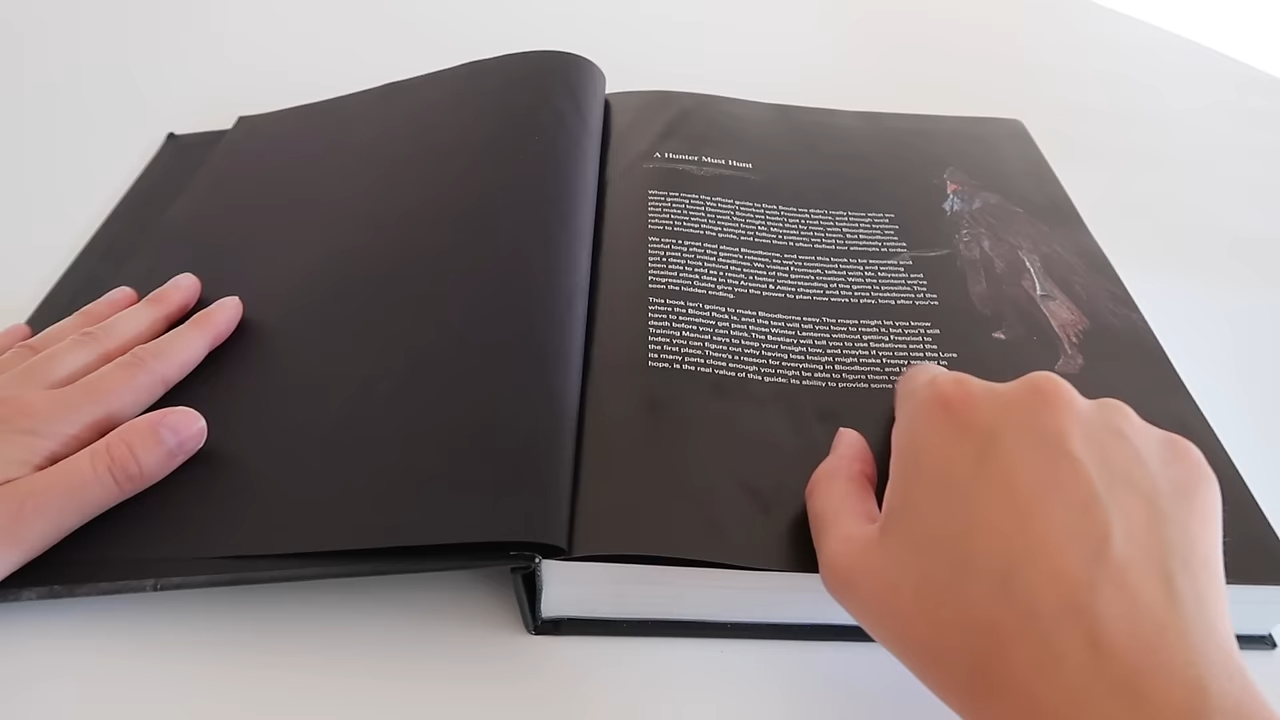 A Hunter Must Hunt
When we made the official guide to Dark Souls we didn't really know what we
were getting into. We hadn't worked with Fromsoft before, and though we'd
played and loved Demon's Souls we hadn't got a real look behind the systems
that make it work so well. You might think that by now, with Bloodborne, we
would know what to expect from Mr. Miyazaki and his team. But Bloodborne
refuses to keep things simple or follow a pattern; we had to completely rethink
how to structure the guide, and even then it often defied our attempts at order.
We care a great deal about Bloodborne, and want this book to be accurate and
useful long after the game's release, so we've continued testing and writing
long past our initial deadlines. We visited Fromsoft, talked with Mr. Miyazaki and
got a deep look behind the scenes of the game's creation. With the content we've
been able to add as a result, a better understanding of the game is possible. The
detailed attack data in the Arsenal & Attire chapter and the area breakdowns of the
Progression Guide give you the power to plan new ways to play, long after you've
seen the hidden ending.
This book isn't going to make Bloodborne easy. The maps might let you know
where the Blood Rock is, and the text will tell you how to reach it, but you'll still
have to somehow get past those Winter Lanterns without getting Frenzied to
death before you can blink. The Bestiary will tell you to use Sedatives and the
Training Manual says to keep your Insight low, and maybe if you can use the Lore
Index you can figure out why having less Insight might make Frenzy weaker in
the first place. There's a reason for everything in Bloodborne, and if
its many parts close enough you might be able to figure them out
hope, is the real value of this guide: its ability to provide some